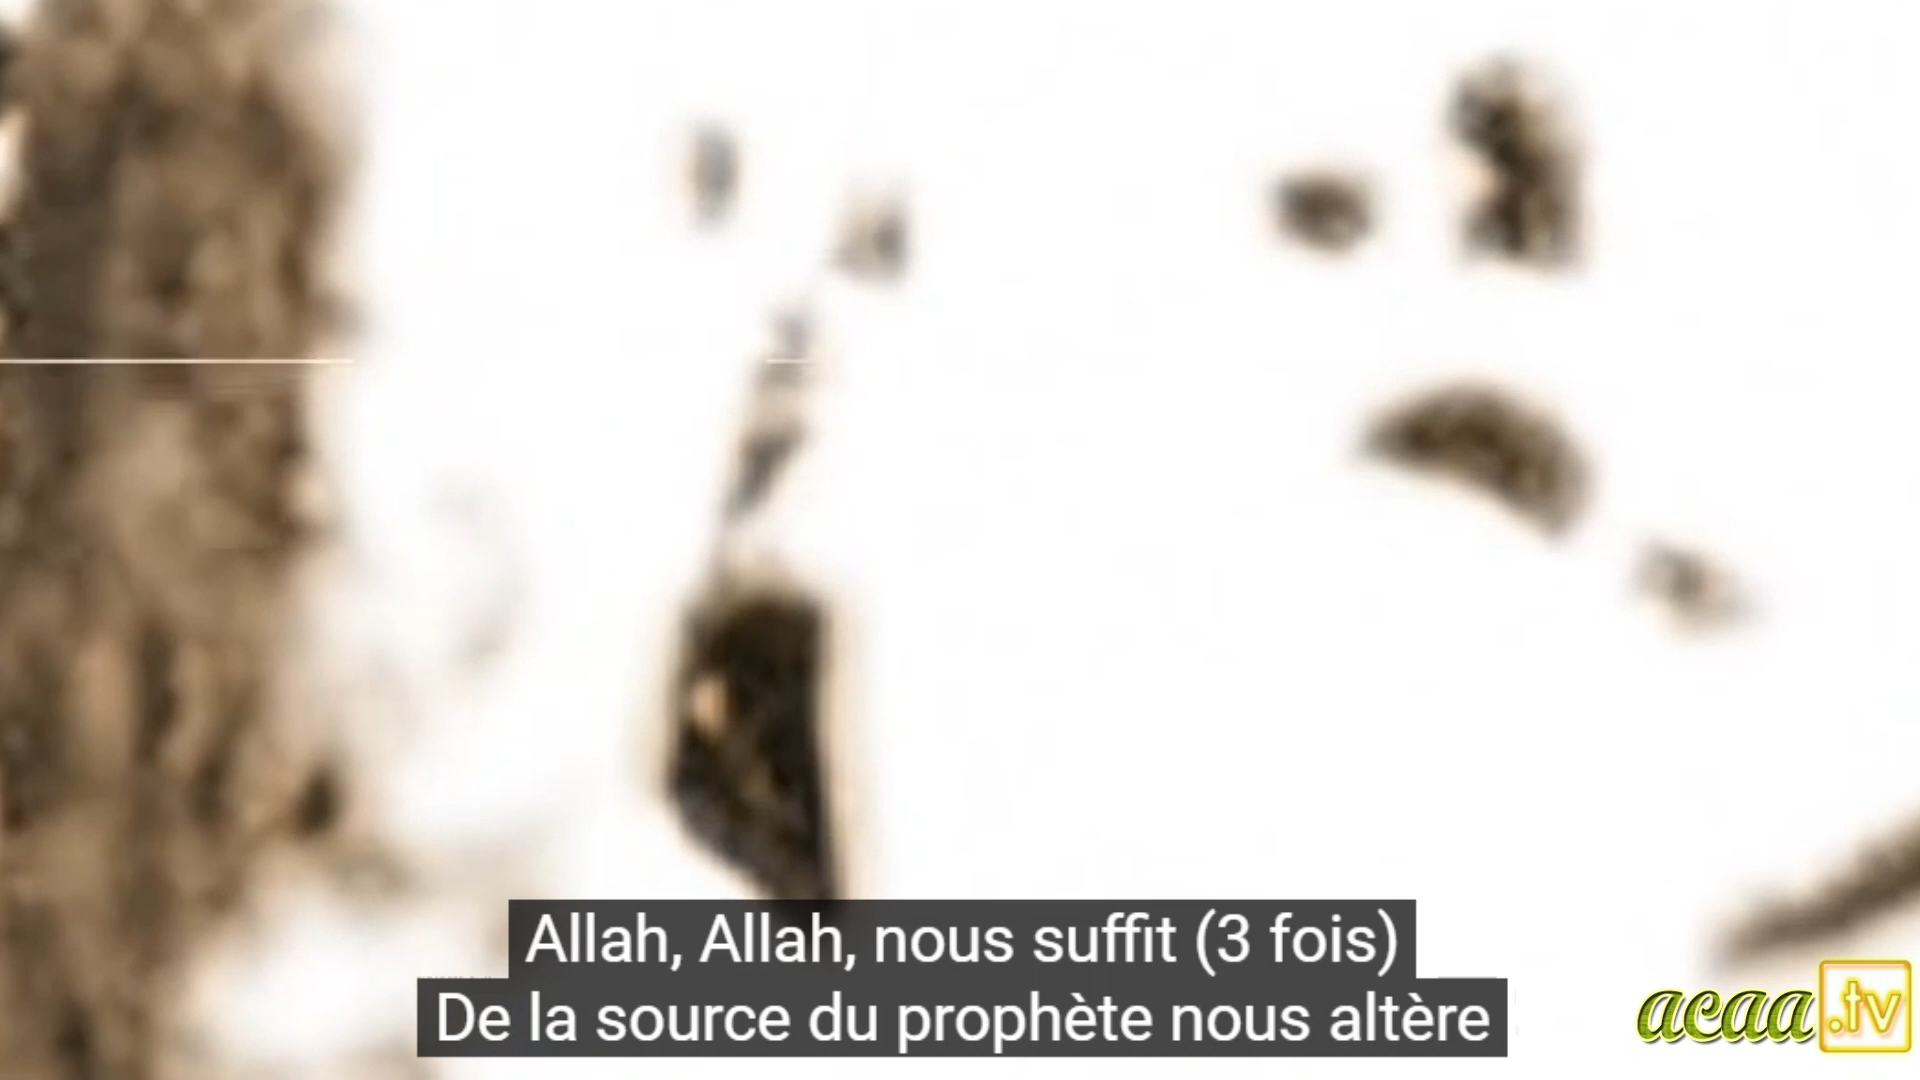 Allah, Allah, nous suffit (3 fois)
De la source du prophète nous altère
acaa.tv